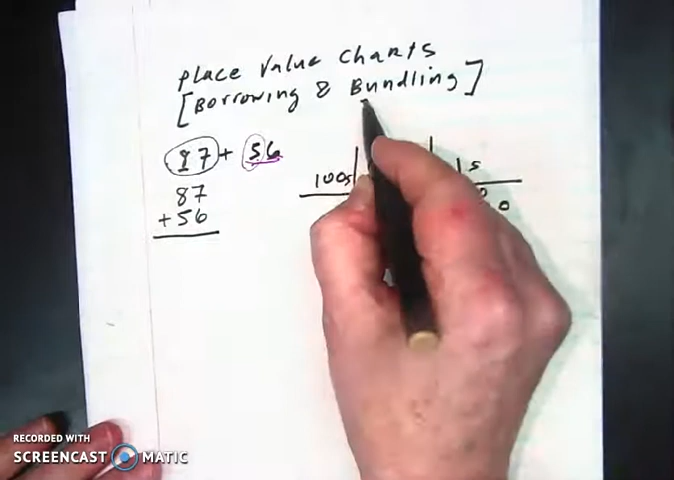 Place Value Charts
[Borrowing & Bundling]
87 + 56
100s 1s
87
+ 56
RECORDED WITH
SCREENCAST MATIC